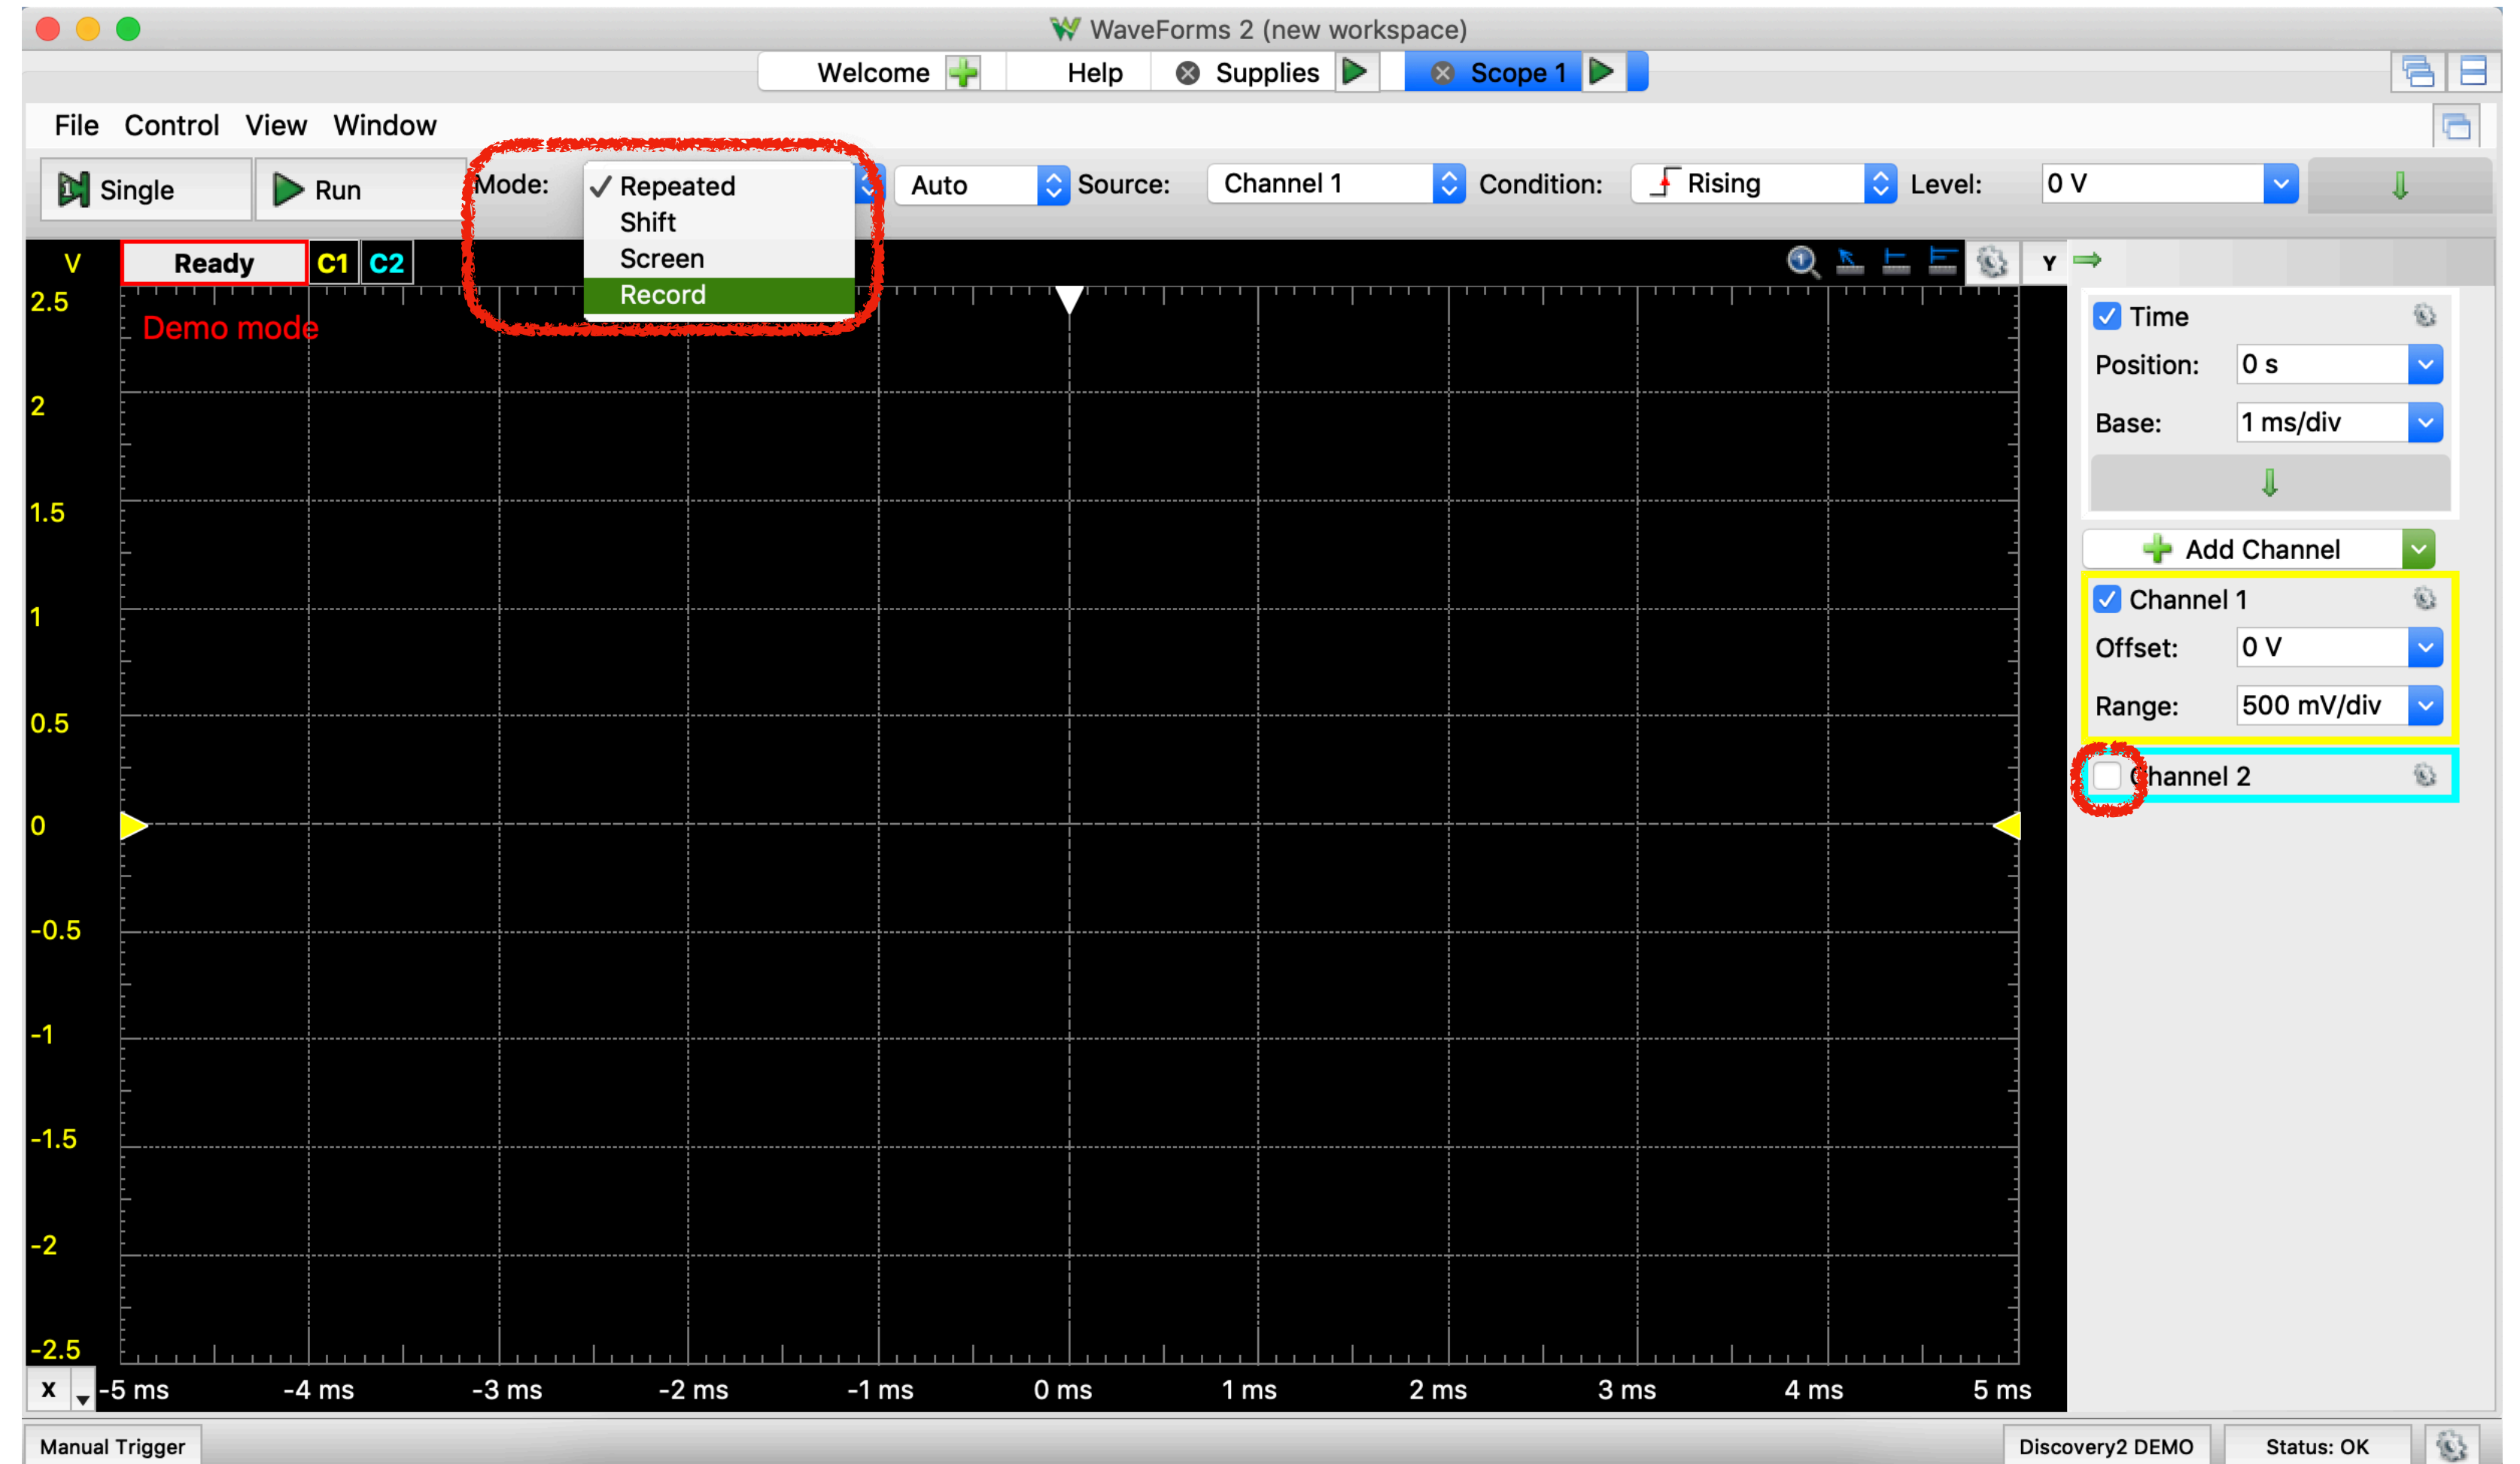 WaveForms 2 (new workspace)
Welcome Help Supplies Scope 1
File Control View Window
1 Single Run Mode: ✓ Repeated Auto Source: Channel 1 Condition: Rising Level: 0 V
Shift
Screen
Record
V Ready C1 C2 1 Y
Demo mode
2.5
2
1.5
1
0.5
0
-0.5
-1
-1.5
-2
-2.5
X -5 ms -4 ms -3 ms -2 ms -1 ms 0 ms 1 ms 2 ms 3 ms 4 ms 5 ms
Time
Position: 0 s
Base: 1 ms/div
Add Channel
Channel 1
Offset: 0 V
Range: 500 mV/div
Channel 2
Manual Trigger Discovery2 DEMO Status: OK